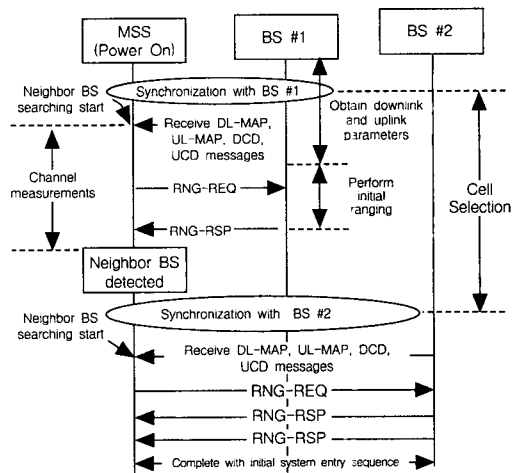 MSS
(Power On)
BS #1
BS #2
Neighbor BS
searching start
Synchronization with BS #1
Receive DL-MAP,
UL-MAP, DCD,
UCD messages
Obtain downlink
and uplink
parameters
Channel
measurements
RNG-REQ
Perform
initial
ranging
Cell
Selection
RNG-RSP
Neighbor BS
detected
Synchronization with BS #2
Neighbor BS
searching start
Receive DL-MAP, UL-MAP, DCD,
UCD messages
RNG-REQ
RNG-RSP
RNG-RSP
Complete with initial system entry sequence